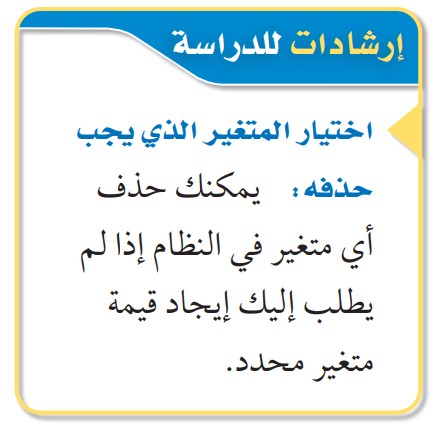 إرشادات للدراسة
اختيار المتغير الذي يجب
حذفه: يمكنك حذف
أي متغير في النظام إذا لم
يطلب إليك إيجاد قيمة
متغير محدد.